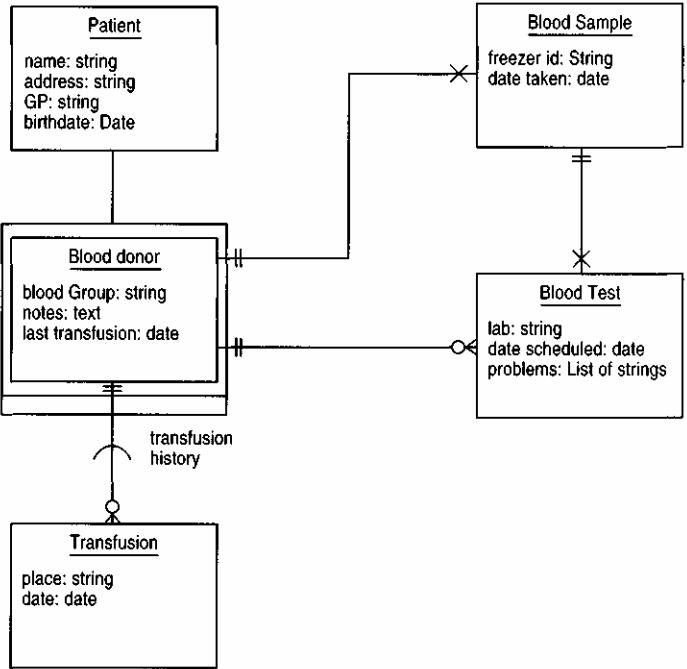 Patient
name: string
address: string
GP: string
birthdate: Date
Blood Sample
freezer id: String
date taken: date
Blood donor
blood Group: string
notes: text
last transfusion: date
Blood Test
lab: string
date scheduled: date
problems: List of strings
transfusion
history
Transfusion
place: string
date: date